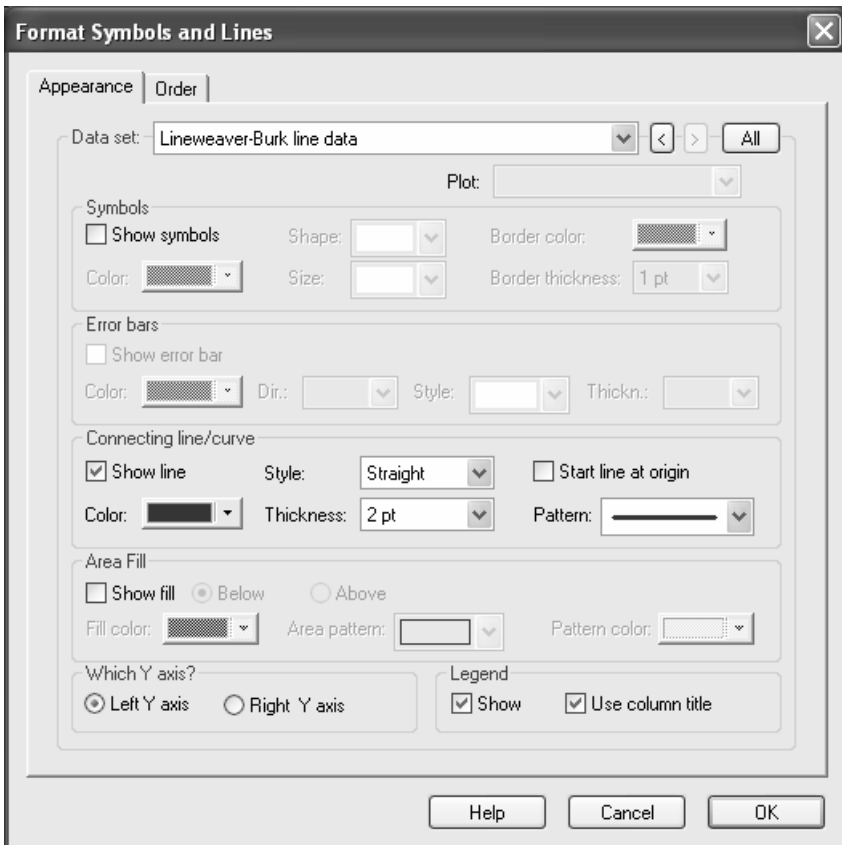 Format Symbols and Lines
Appearance Order
Data set: Lineweaver-Burk line data < > All
Plot:
Symbols
Show symbols Shape: Border color:
Color: Size: Border thickness: 1 pt
Error bars
Show error bar
Color: Dir.: Style: Thickn.:
Connecting line/curve
Show line Style: Straight Start line at origin
Color: Thickness: 2 pt Pattern:
Area Fill
Show fill Below Above
Fill color: Area pattern: Pattern color:
Which Y axis? Legend
Left Y axis Right Y axis Show Use column title
Help Cancel OK